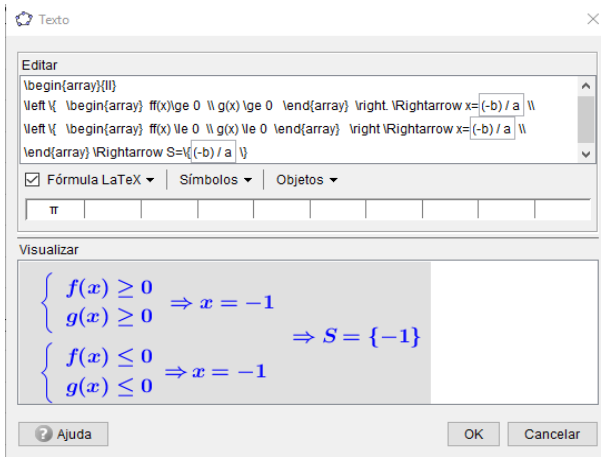 Texto
Editar
\begin{array}{ll}
\left \{ \begin{array} ff(x)\ge 0 \\ g(x) \ge 0 \end{array} \right. \Rightarrow x=(-b) / a \\
\left \{ \begin{array} ff(x) \le 0 \\ g(x) \le 0 \end{array} \right \Rightarrow x=(-b) / a \\
\end{array} \Rightarrow S=\{(-b) / a \}
Fórmula LaTeX Símbolos Objetos
π
Visualizar
f(x) ≥ 0
g(x) ≥ 0
⇒ x = −1
⇒ S = {−1}
f(x) ≤ 0
g(x) ≤ 0
⇒ x = −1
Ajuda OK Cancelar